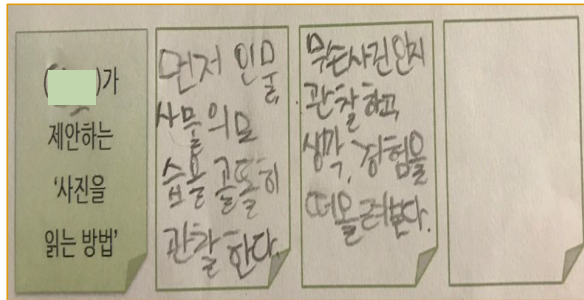 ( )가
제안하는
'사진을
읽는 방법'
먼저 인물,
사물의 모
습을 골똘히
관찰한다.
무슨사진인지
관찰하고,
생각, 경험을
떠올려본다.